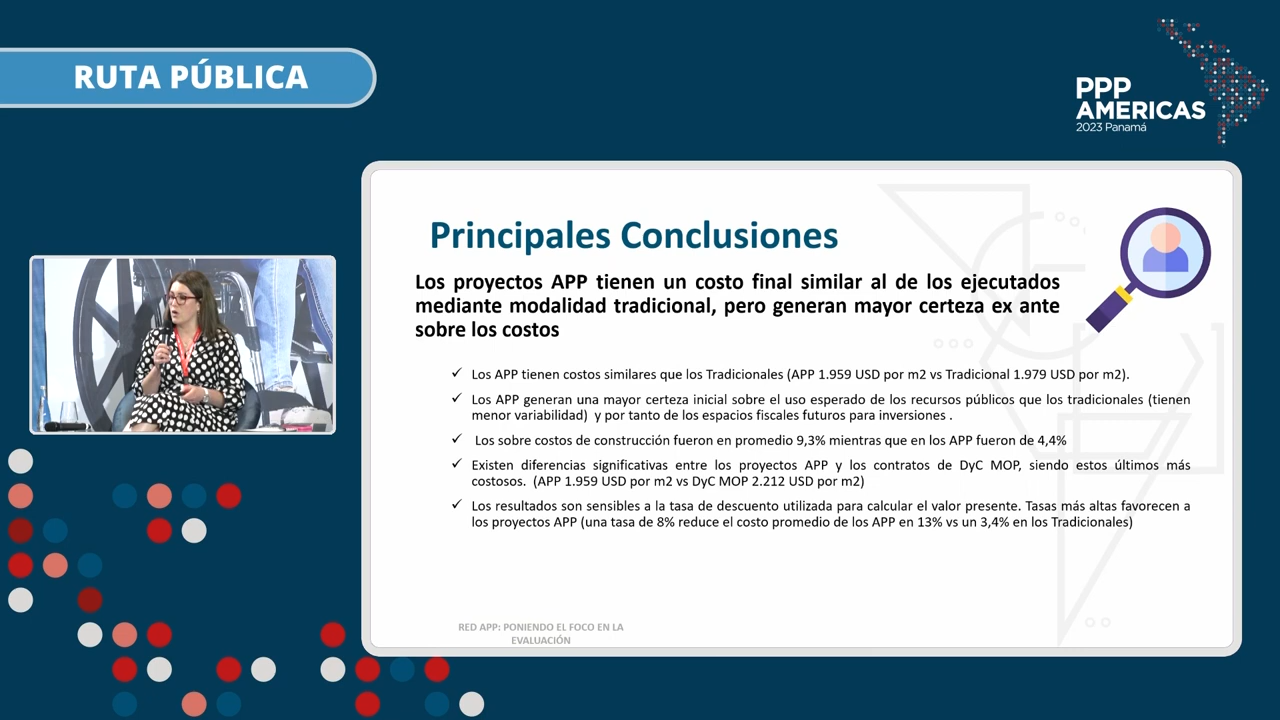 RUTA PÚBLICA
PPP
AMERICAS
2023 Panamá
Principales Conclusiones
Los proyectos APP tienen un costo final similar al de los ejecutados
mediante modalidad tradicional, pero generan mayor certeza ex ante
sobre los costos
✓ Los APP tienen costos similares que los Tradicionales (APP 1.959 USD por m2 vs Tradicional 1.979 USD por m2).
✓ Los APP generan una mayor certeza inicial sobre el uso esperado de los recursos públicos que los tradicionales (tienen
menor variabilidad) y por tanto de los espacios fiscales futuros para inversiones .
✓ Los sobre costos de construcción fueron en promedio 9,3% mientras que en los APP fueron de 4,4%
✓ Existen diferencias significativas entre los proyectos APP y los contratos de DyC MOP, siendo estos últimos más
costosos. (APP 1.959 USD por m2 vs DyC MOP 2.212 USD por m2)
✓ Los resultados son sensibles a la tasa de descuento utilizada para calcular el valor presente. Tasas más altas favorecen a
los proyectos APP (una tasa de 8% reduce el costo promedio de los APP en 13% vs un 3,4% en los Tradicionales)
RED APP: PONIENDO EL FOCO EN LA
EVALUACIÓN